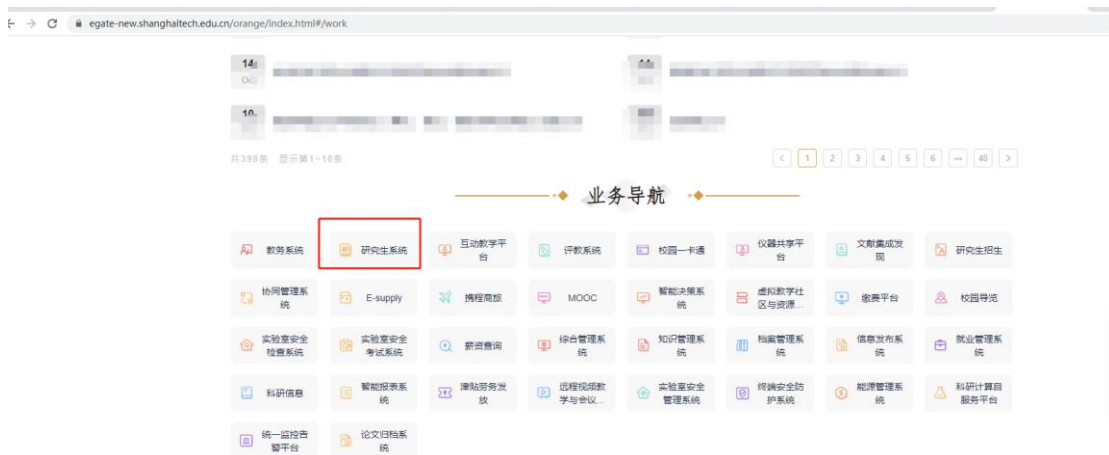 egate-new.shanghaitech.edu.cn/orange/index.html#/work
14
Oct
10
共398条 显示第1-10条
< 1 2 3 4 5 6 ••• 40 >
业务导航
教务系统
研究生系统
互动教学平
台
评教系统
校园一卡通
仪器共享平
台
文献集成发
现
研究生招生
协同管理系
统
E-supply
携程商旅
MOOC
智能决策系
统
虚拟教学社
区与资源...
缴费平台
校园导览
实验室安全
检查系统
实验室安全
考试系统
薪资查询
综合管理系
统
知识管理系
统
档案管理系
统
信息发布系
统
就业管理系
统
科研信息
智能报表系
统
津贴劳务发
放
远程视频教
学与会议...
实验室安全
管理系统
终端安全防
护系统
能源管理系
统
科研计算自
服务平台
统一监控告
警平台
论文归档系
统